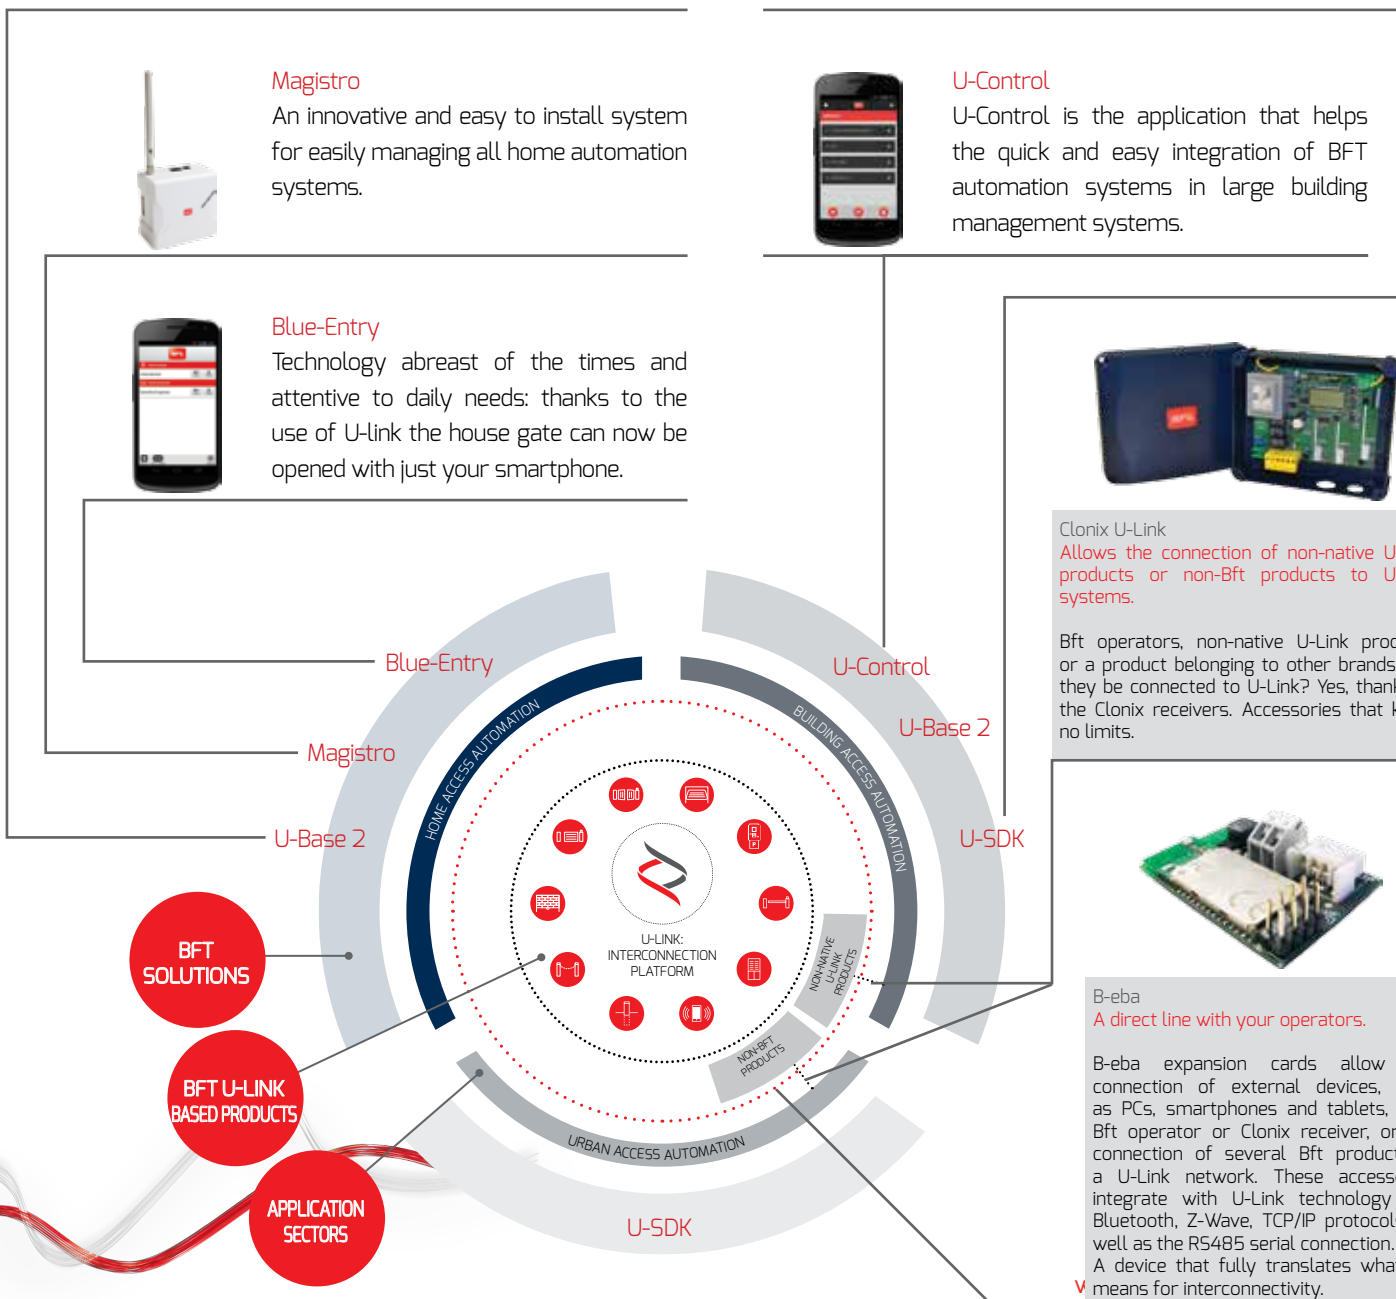 Magistro
An innovative and easy to install system
for easily managing all home automation
systems.
U-Control
U-Control is the application that helps
the quick and easy integration of BFT
automation systems in large building
management systems.
Blue-Entry
Technology abreast of the times and
attentive to daily needs: thanks to the
use of U-link the house gate can now be
opened with just your smartphone.
Clonix U-Link
Allows the connection of non-native U
products or non-Bft products to U
systems.
Bft operators, non-native U-Link
or a product belonging to other brands
they be connected to U-Link? Yes,
the Clonix receivers. Accessories that
no limits.
B-eba
A direct line with your operators.
B-eba expansion cards allow
connection of external devices,
as PCs, smartphones and tablets,
Bft operator or Clonix receiver, or
connection of several Bft
a U-Link network. These
integrate with U-Link technology
Bluetooth, Z-Wave, TCP/IP
well as the RS485 serial connection.
A device that fully translates
means for interconnectivity.
Blue-Entry
Magistro
U-Base 2
U-Control
U-Base 2
U-SDK
HOME ACCESS AUTOMATION
BUILDING ACCESS AUTOMATION
URBAN ACCESS AUTOMATION
U-LINK:
INTERCONNECTION
PLATFORM
NON-NATIVE
U-LINK
PRODUCTS
NON-BFT
PRODUCTS
U-SDK
BFT
SOLUTIONS
BFT U-LINK
BASED PRODUCTS
APPLICATION
SECTORS